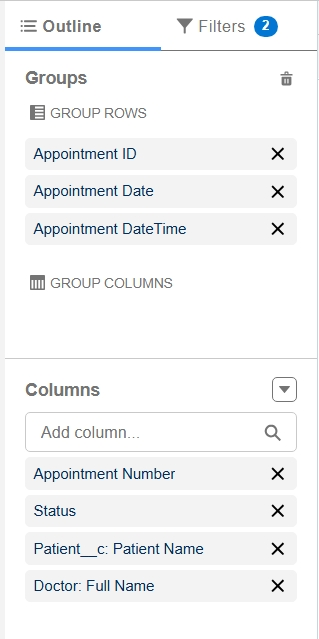 Outline
Filters 2
Groups
GROUP ROWS
Appointment ID
Appointment Date
Appointment DateTime
GROUP COLUMNS
Columns
Add column...
Appointment Number
Status
Patient__c: Patient Name
Doctor: Full Name